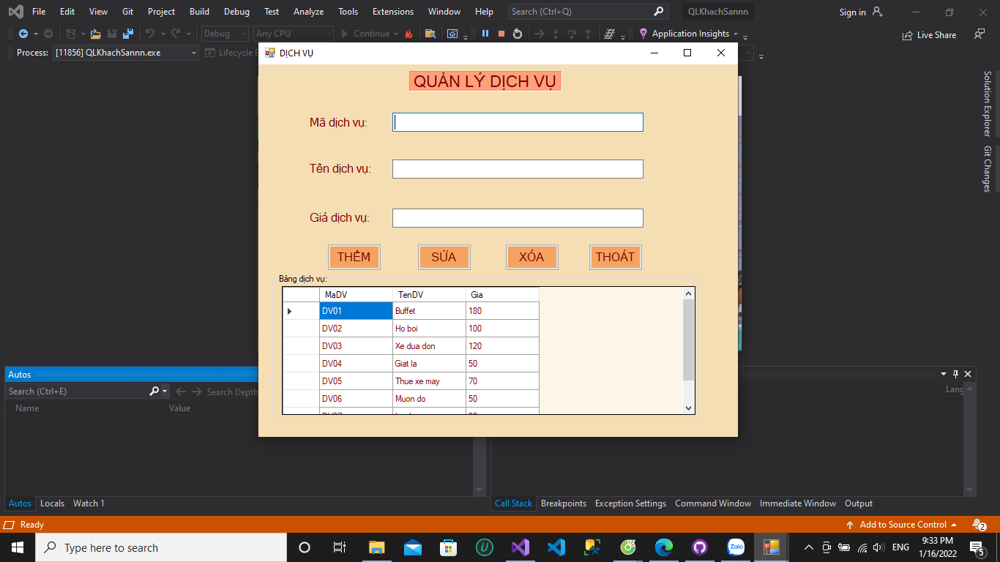 File Edit View Git Project Build Debug Test Analyze Tools Extensions Window Help Search (Ctrl+Q) QLKhachSannn Sign in
Debug Any CPU Continue Application Insights Live Share
Process: [11856] QLKhachSannn.exe Lifecycle
DỊCH VỤ
QUẢN LÝ DỊCH VỤ
Mã dịch vụ:
Tên dịch vụ:
Giá dịch vụ:
THÊM SỬA XÓA THOÁT
Bảng dịch vụ:
MaDV TenDV Gia
DV01 Buffet 180
DV02 Ho boi 100
DV03 Xe dua don 120
DV04 Giat la 50
DV05 Thue xe may 70
DV06 Muon do 50
Solution Explorer
Git Changes
Autos
Search (Ctrl+E) Search Depth
Name Value Lang
Autos Locals Watch 1 Call Stack Breakpoints Exception Settings Command Window Immediate Window Output
Ready Add to Source Control 2
Type here to search Zalo ENG 9:33 PM
1/16/2022 5